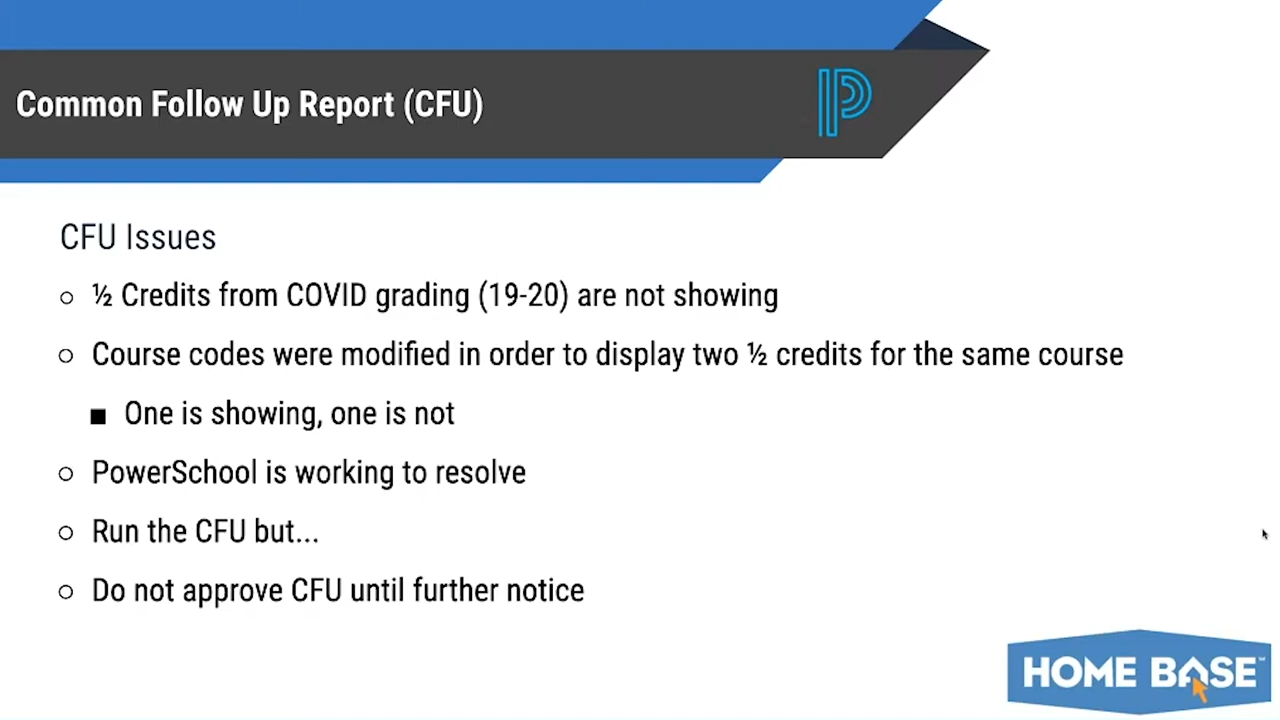 Common Follow Up Report (CFU)
CFU Issues
½ Credits from COVID grading (19-20) are not showing
Course codes were modified in order to display two ½ credits for the same course
One is showing, one is not
PowerSchool is working to resolve
Run the CFU but...
Do not approve CFU until further notice
HOME BASE